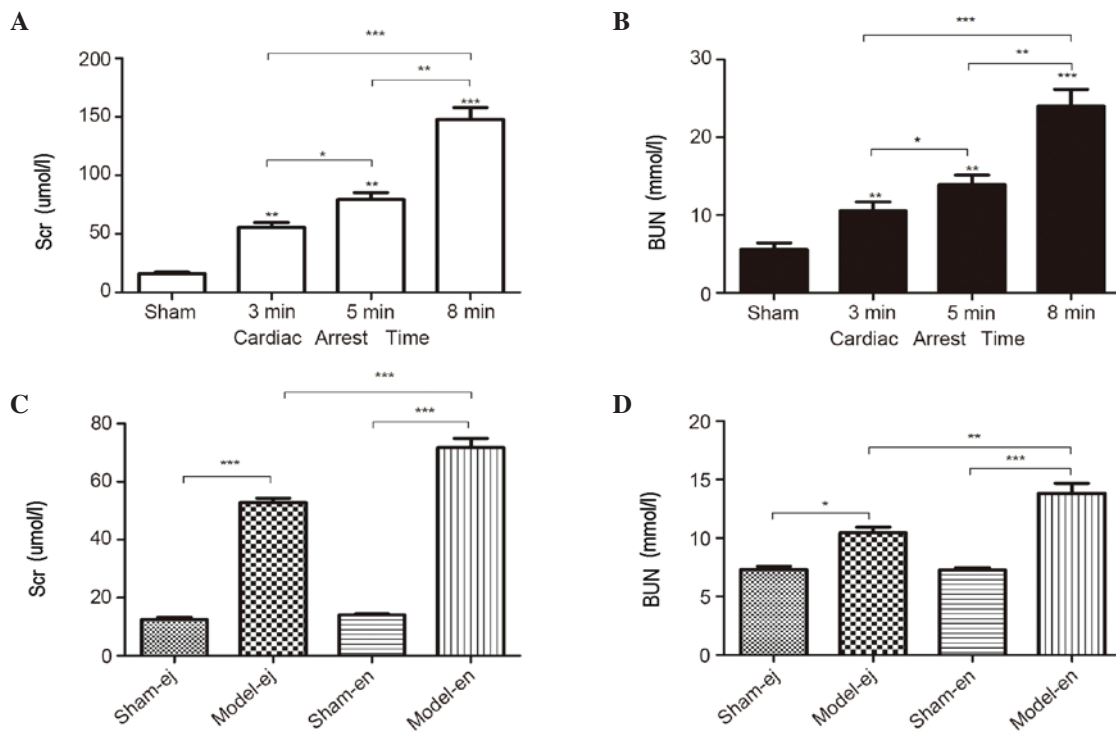 A
Scr (umol/l)
200
150
100
50
0
***
**
***
*
**
**
Sham 3 min 5 min 8 min
Cardiac Arrest Time
B
BUN (mmol/l)
30
20
10
0
***
**
***
*
**
**
Sham 3 min 5 min 8 min
Cardiac Arrest Time
C
Scr (umol/l)
80
60
40
20
0
***
***
***
Sham-ej Model-ej Sham-en Model-en
D
BUN (mmol/l)
20
15
10
5
0
**
***
*
Sham-ej Model-ej Sham-en Model-en